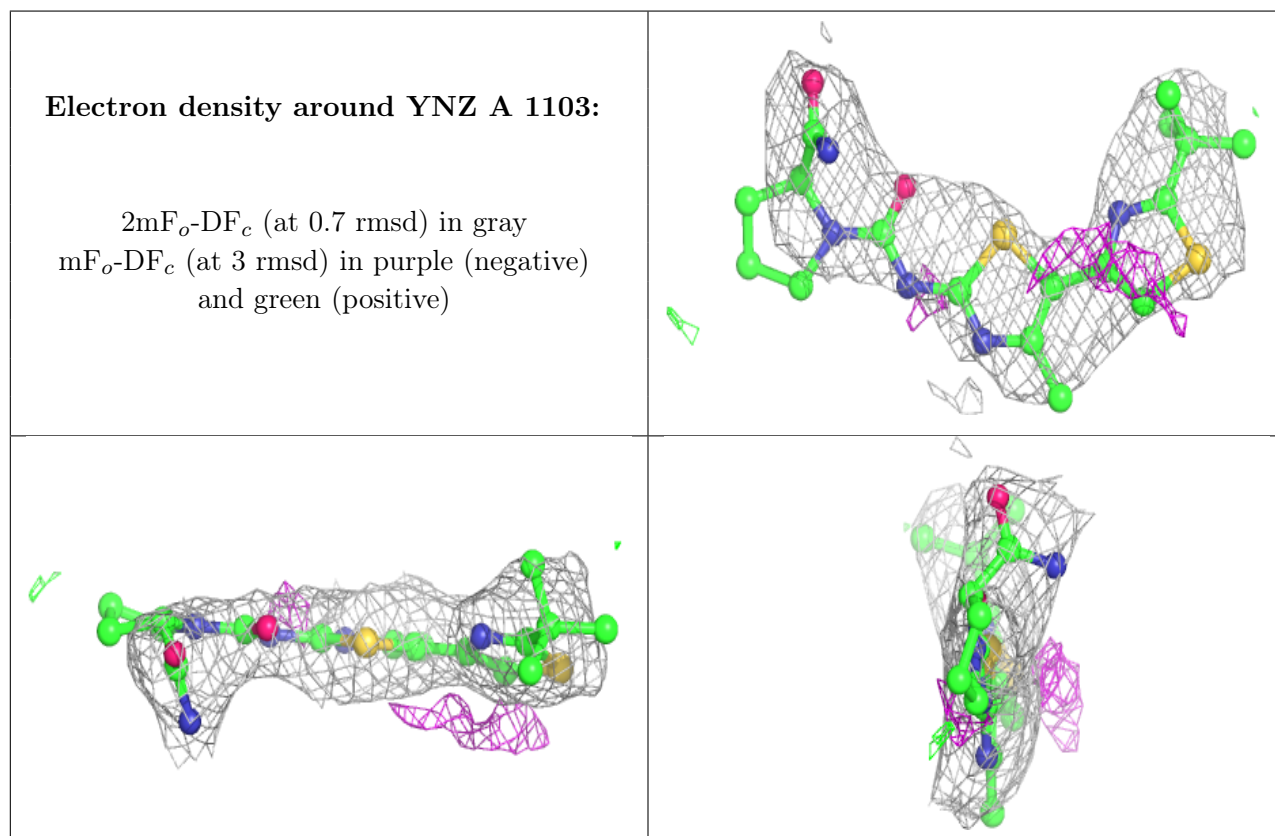 Electron density around YNZ A 1103:
2mFo-DFc (at 0.7 rmsd) in gray
mFo-DFc (at 3 rmsd) in purple (negative)
and green (positive)